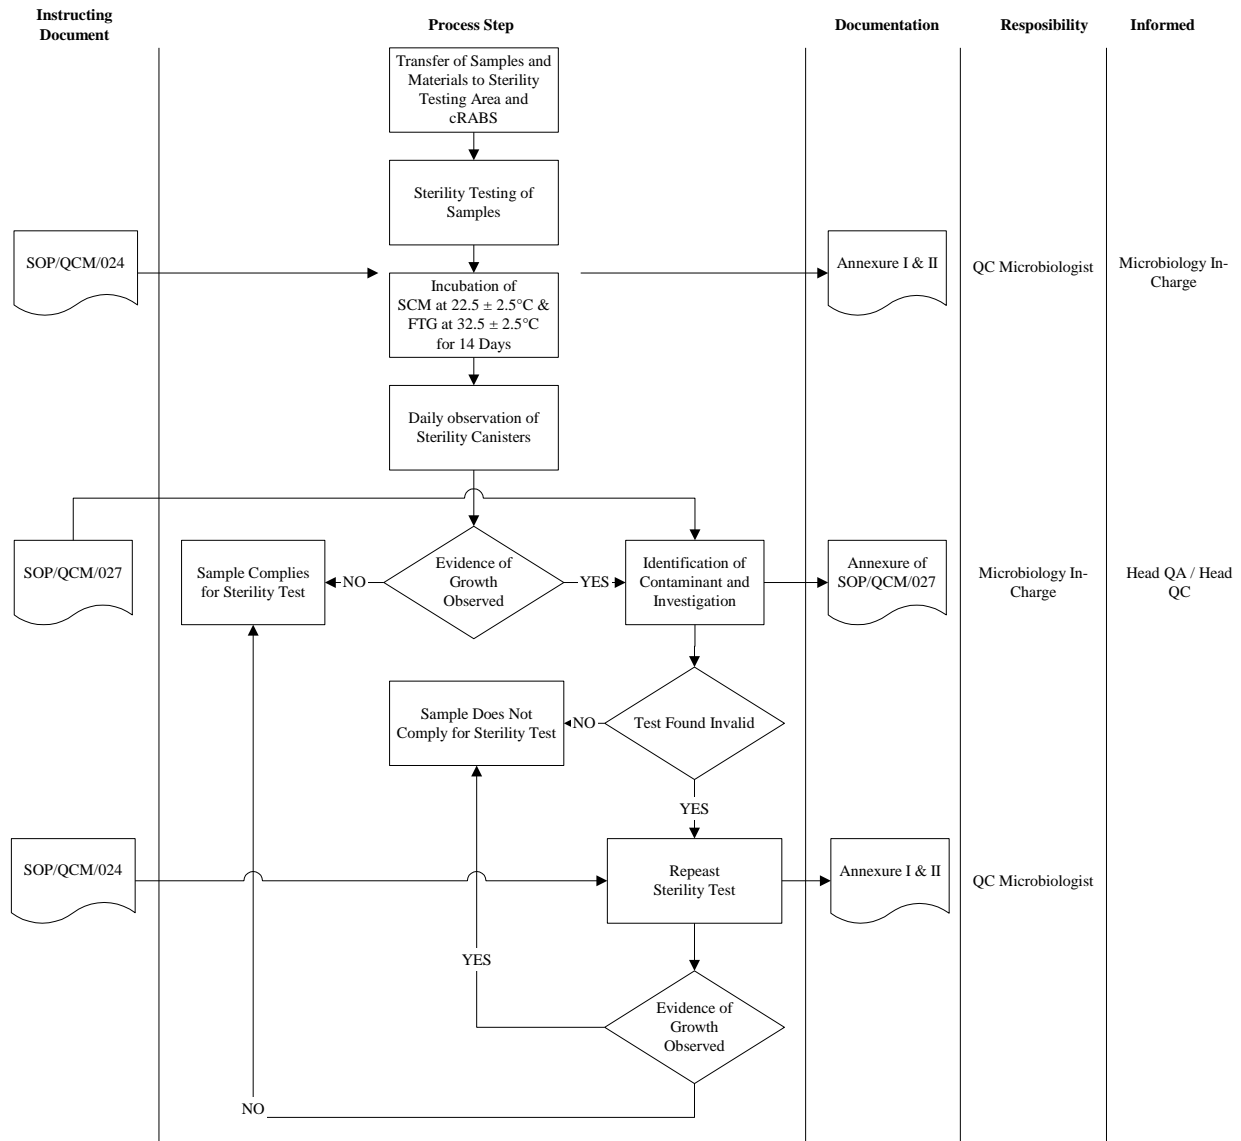 Instructing
Document
Process Step
Documentation
Resposibility
Informed
Transfer of Samples and
Materials to Sterility
Testing Area and
cRABS
Sterility Testing of
Samples
SOP/QCM/024
Incubation of
SCM at 22.5 ± 2.5°C &
FTG at 32.5 ± 2.5°C
for 14 Days
Annexure I & II
QC Microbiologist
Microbiology In-
Charge
Daily observation of
Sterility Canisters
SOP/QCM/027
Sample Complies
for Sterility Test
NO
Evidence of
Growth
Observed
YES
Identification of
Contaminant and
Investigation
Annexure of
SOP/QCM/027
Microbiology In-
Charge
Head QA / Head
QC
Sample Does Not
Comply for Sterility Test
NO
Test Found Invalid
YES
SOP/QCM/024
Repeast
Sterility Test
Annexure I & II
QC Microbiologist
YES
Evidence of
Growth
Observed
NO